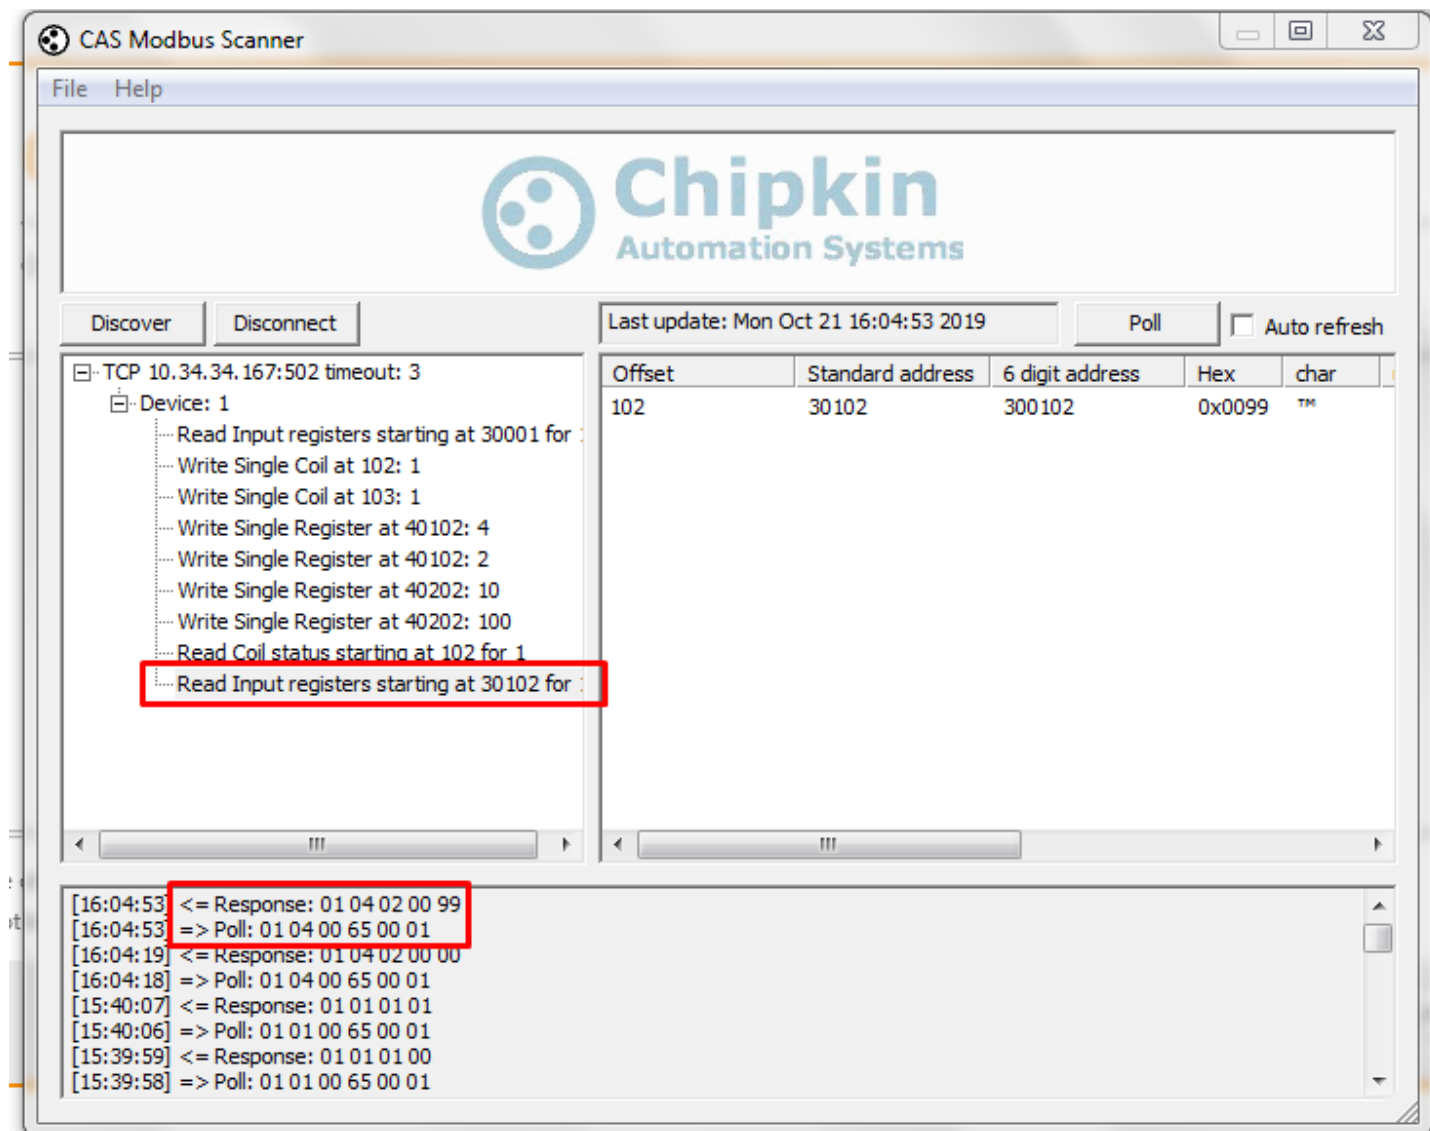 CAS Modbus Scanner
File Help
Chipkin
Automation Systems
Discover Disconnect Last update: Mon Oct 21 16:04:53 2019 Poll Auto refresh
TCP 10.34.34.167:502 timeout: 3
Device: 1
Read Input registers starting at 30001 for
Write Single Coil at 102: 1
Write Single Coil at 103: 1
Write Single Register at 40102: 4
Write Single Register at 40102: 2
Write Single Register at 40202: 10
Write Single Register at 40202: 100
Read Coil status starting at 102 for 1
Read Input registers starting at 30102 for
Offset Standard address 6 digit address Hex char
102 30102 300102 0x0099 ™
[16:04:53] <= Response: 01 04 02 00 99
[16:04:53] => Poll: 01 04 00 65 00 01
[16:04:19] <= Response: 01 04 02 00 00
[16:04:18] => Poll: 01 04 00 65 00 01
[15:40:07] <= Response: 01 01 01 01
[15:40:06] => Poll: 01 01 00 65 00 01
[15:39:59] <= Response: 01 01 01 00
[15:39:58] => Poll: 01 01 00 65 00 01